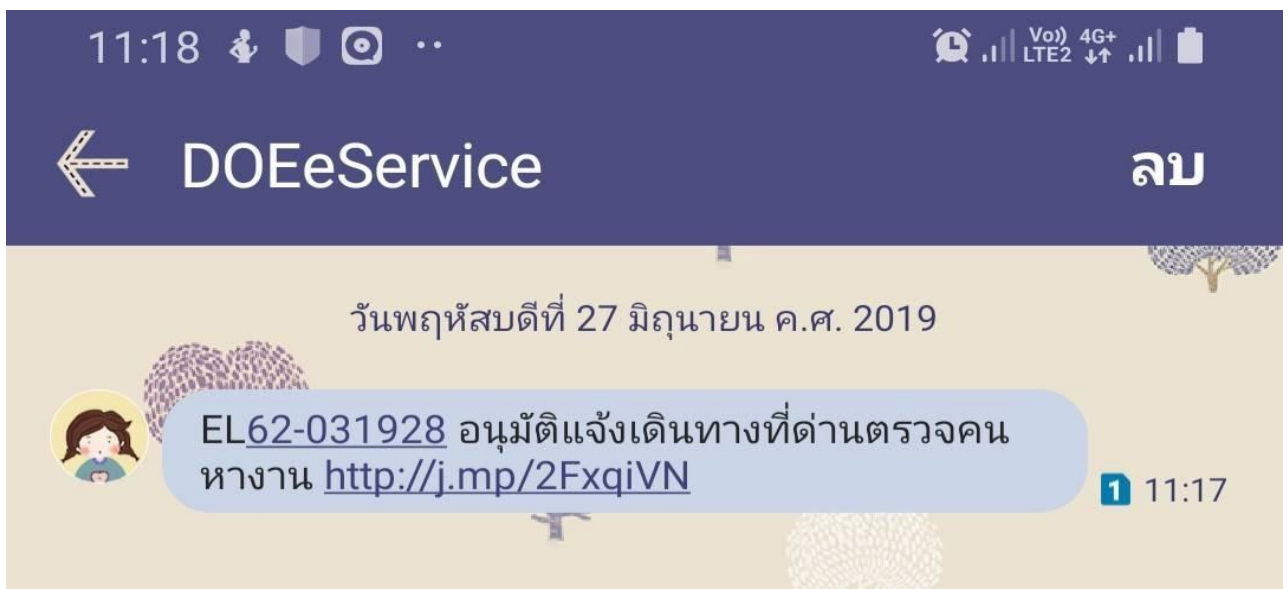 11:18
Vo)) 4G+
LTE2
DOEeService
ลบ
วันพฤหัสบดีที่ 27 มิถุนายน ค.ศ. 2019
EL62-031928 อนุมัติแจ้งเดินทางที่ด่านตรวจคน
หางาน http://j.mp/2FxqiVN
1 11:17